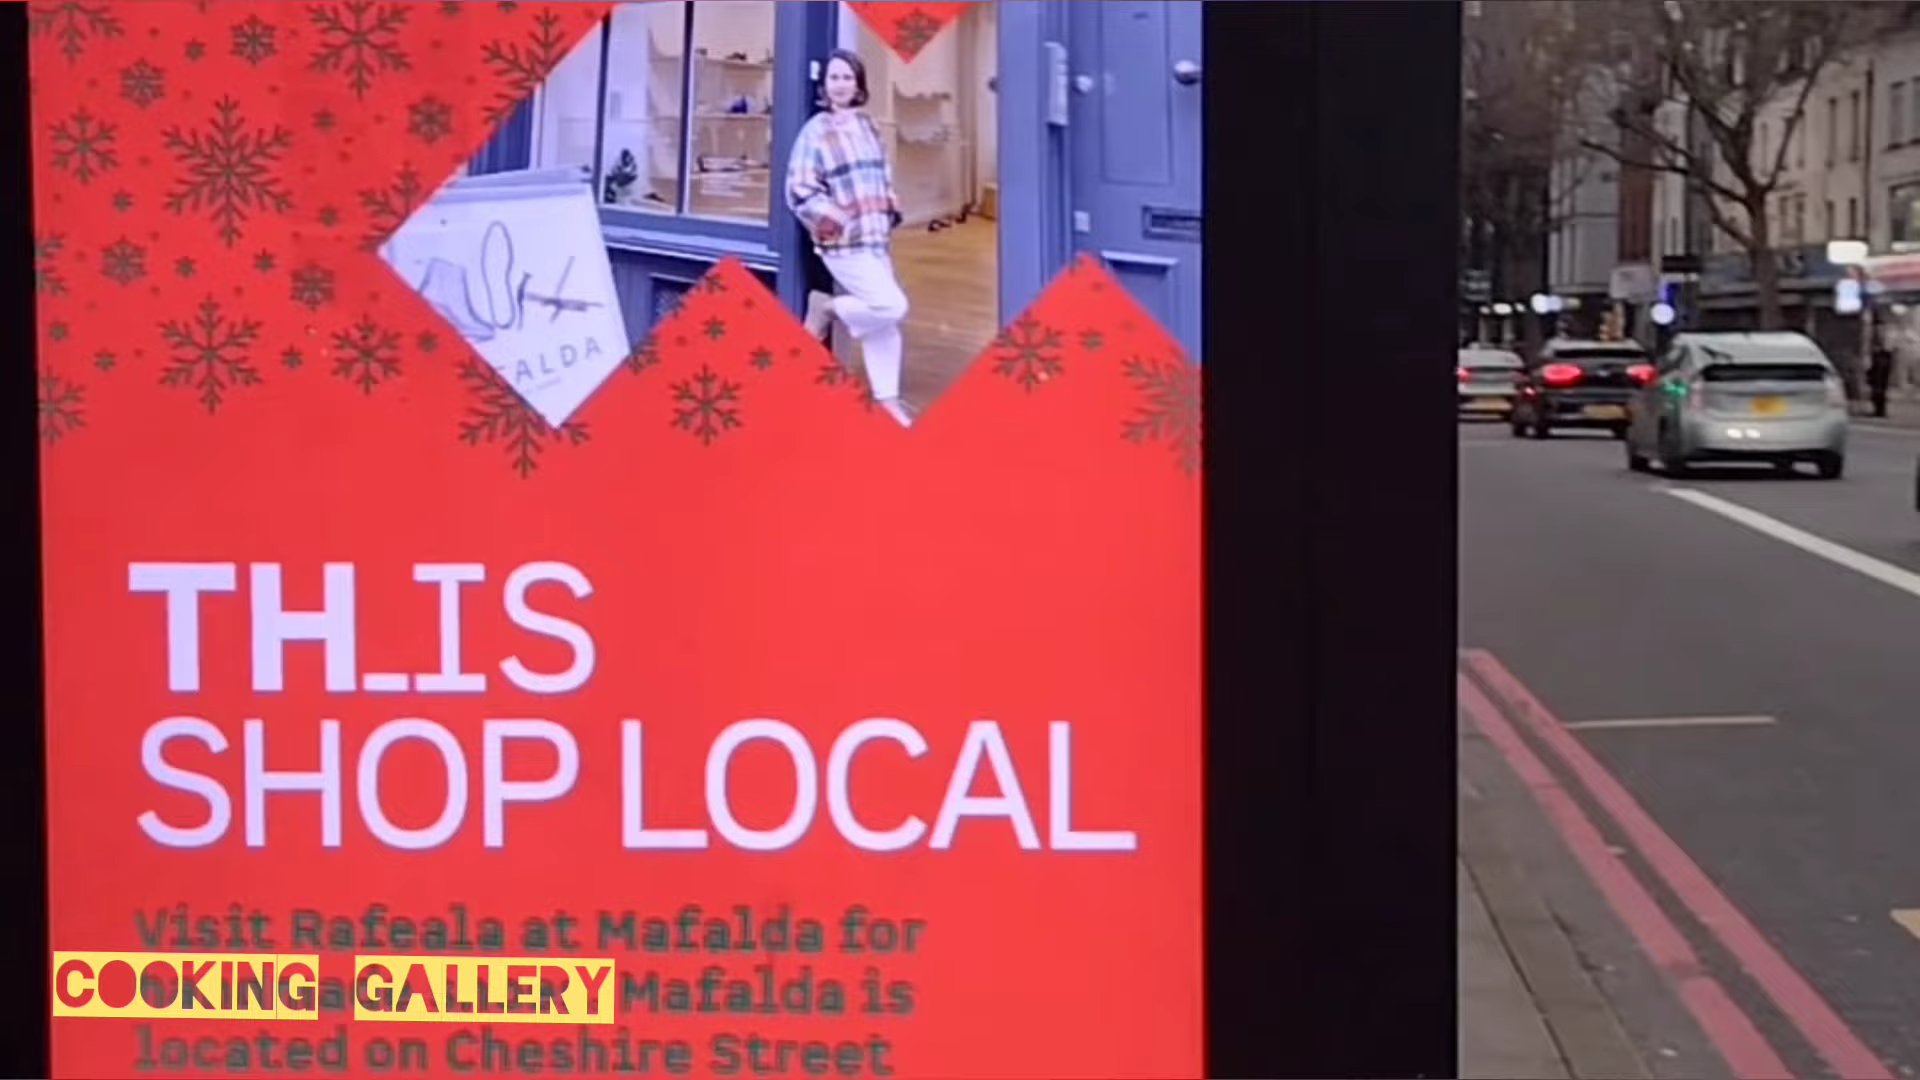 ALDA
TH_IS
SHOP LOCAL
Visit Rafeala at Mafalda for
Mafalda is
located on Cheshire Street
COOKING GALLERY